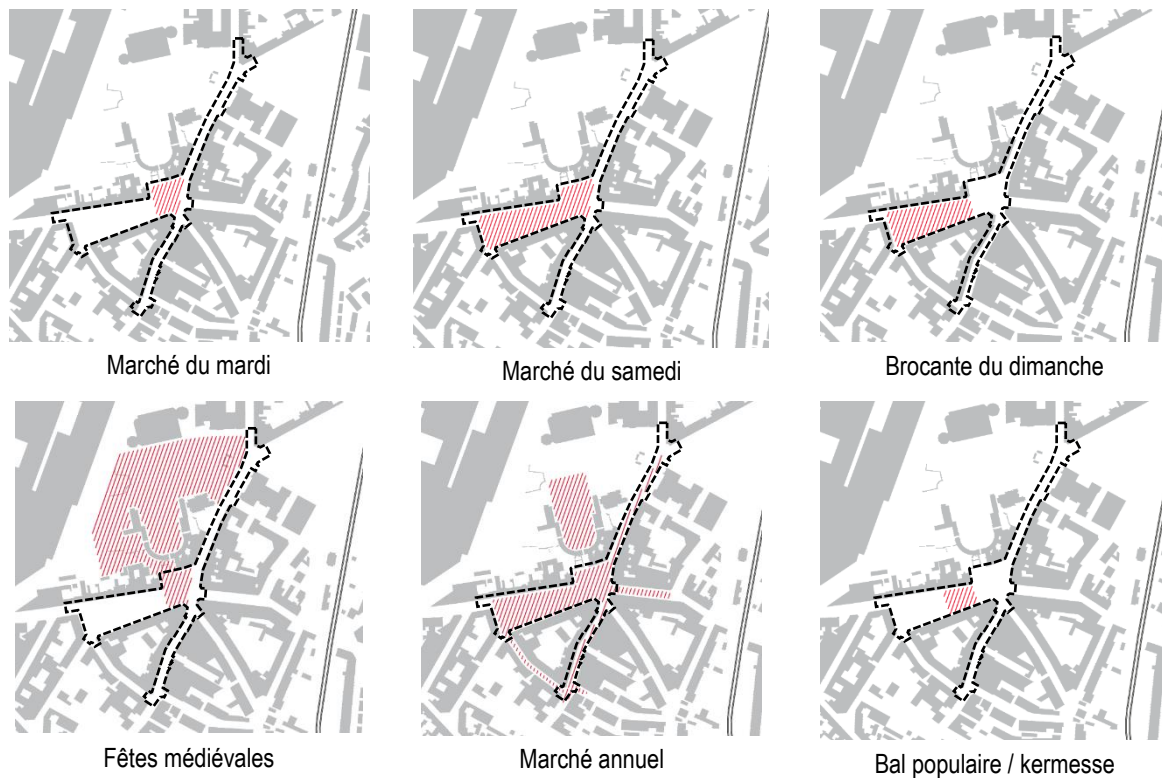 Marché du mardi
Marché du samedi
Brocante du dimanche
Fêtes médiévales
Marché annuel
Bal populaire / kermesse